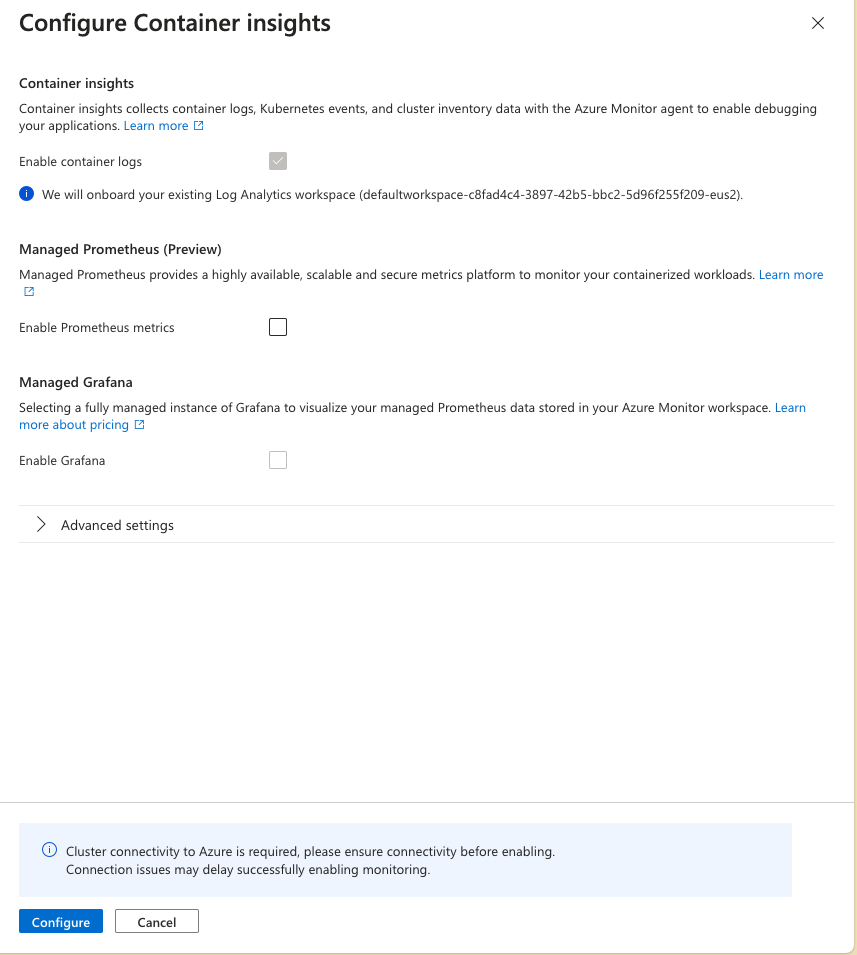 Configure Container insights
Container insights
Container insights collects container logs, Kubernetes events, and cluster inventory data with the Azure Monitor agent to enable debugging
your applications. Learn more
Enable container logs
We will onboard your existing Log Analytics workspace (defaultworkspace-c8fad4c4-3897-42b5-bbc2-5d96f255f209-eus2).
Managed Prometheus (Preview)
Managed Prometheus provides a highly available, scalable and secure metrics platform to monitor your containerized workloads. Learn more
Enable Prometheus metrics
Managed Grafana
Selecting a fully managed instance of Grafana to visualize your managed Prometheus data stored in your Azure Monitor workspace. Learn
more about pricing
Enable Grafana
Advanced settings
Cluster connectivity to Azure is required, please ensure connectivity before enabling.
Connection issues may delay successfully enabling monitoring.
Configure Cancel